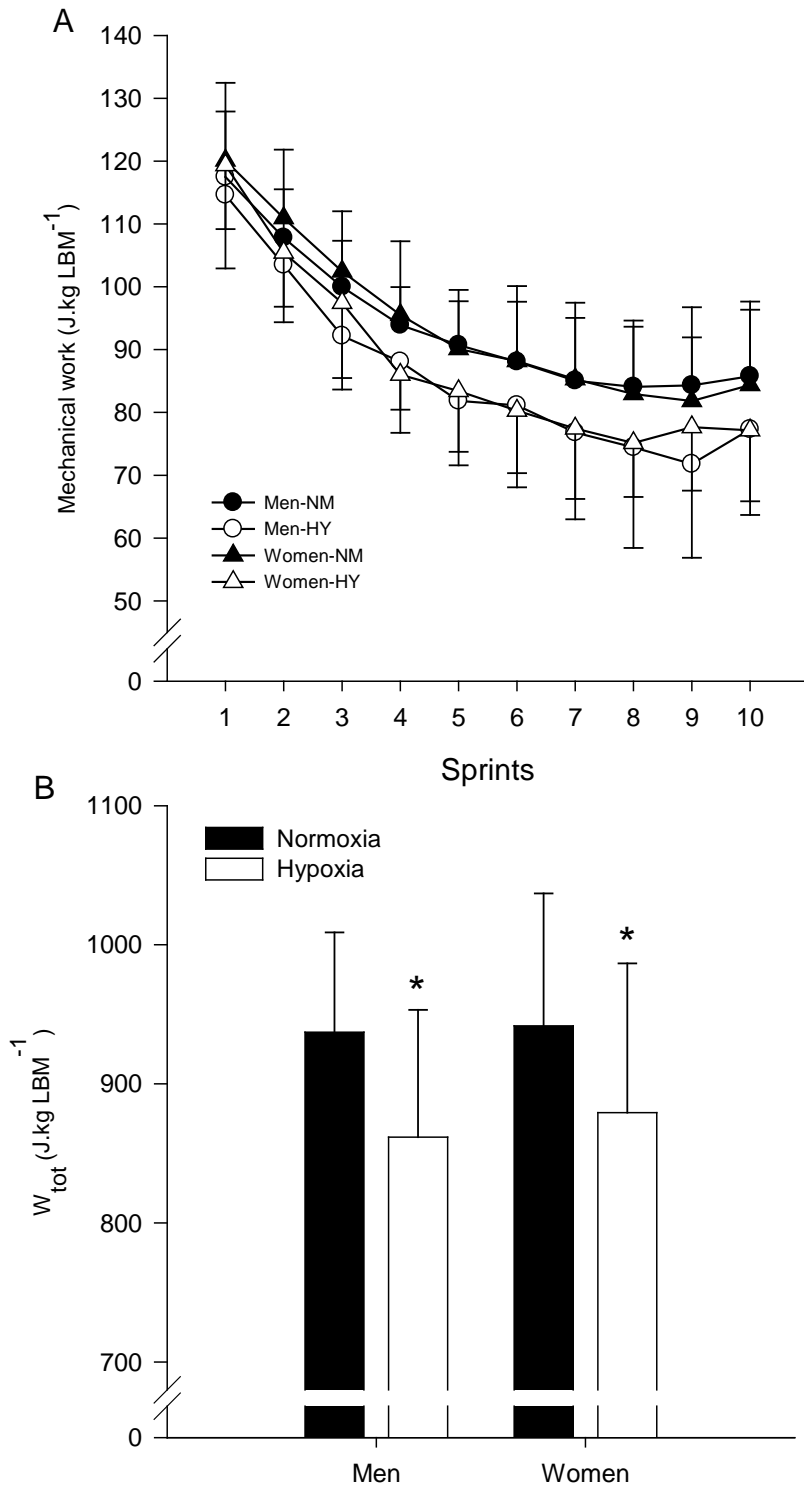 A
140
130
120
110
100
90
80
70
60
50
0
Mechanical work (J.kg LBM-1)
Men-NM
Men-HY
Women-NM
Women-HY
1 2 3 4 5 6 7 8 9 10
Sprints
B
1100
1000
900
800
700
0
Wtot (J.kg LBM-1)
Normoxia
Hypoxia
*
*
Men Women